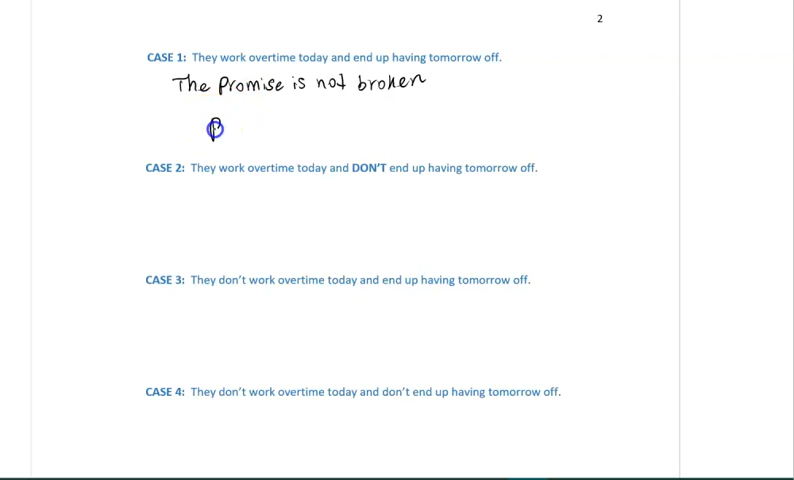 2
CASE 1: They work overtime today and end up having tomorrow off.
The Promise is not broken
P
CASE 2: They work overtime today and DON'T end up having tomorrow off.
CASE 3: They don't work overtime today and end up having tomorrow off.
CASE 4: They don't work overtime today and don't end up having tomorrow off.